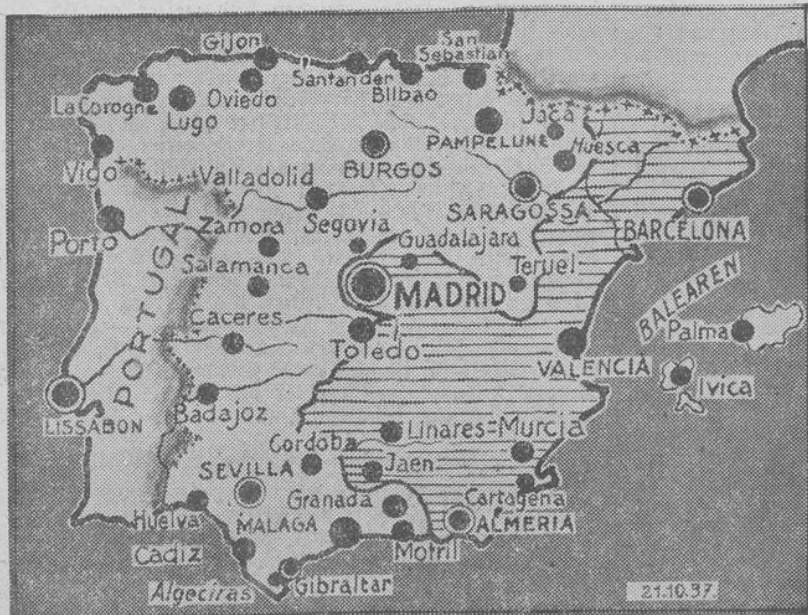 Gijon
San
Sebastian
Santander
Bilbao
La Corogne
Lugo
Oviedo
PAMPELUNE
Jaca
Huesca
Vigo
BURGOS
Valladolid
SARAGOSSA
BARCELONA
Porto
PORTUGAL
Zamora
Segovia
Guadalajara
Salamanca
MADRID
Teruel
BALEAREN
Caceres
Toledo
VALENCIA
Palma
Ivica
LISSABON
Badajoz
Cordoba
Linares
Murcja
SEVILLA
Jaen
Huelva
MALAGA
Granada
Cartagena
ALMERIA
Cadiz
Motril
Algeciras
Gibraltar
21.10.37